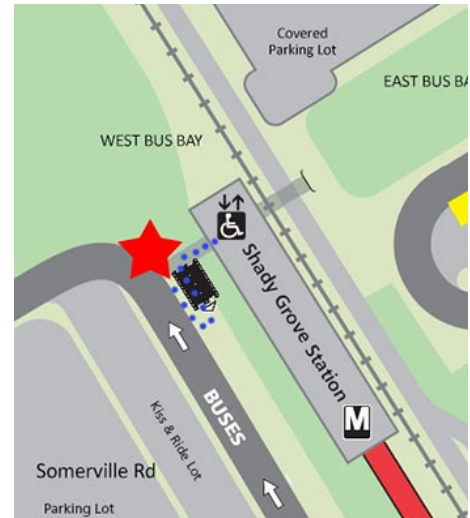 Covered
Parking Lot
EAST BUS BA
WEST BUS BAY
Shady Grove Station
M
BUSES
Kiss & Ride Lot
Somerville Rd
Parking Lot